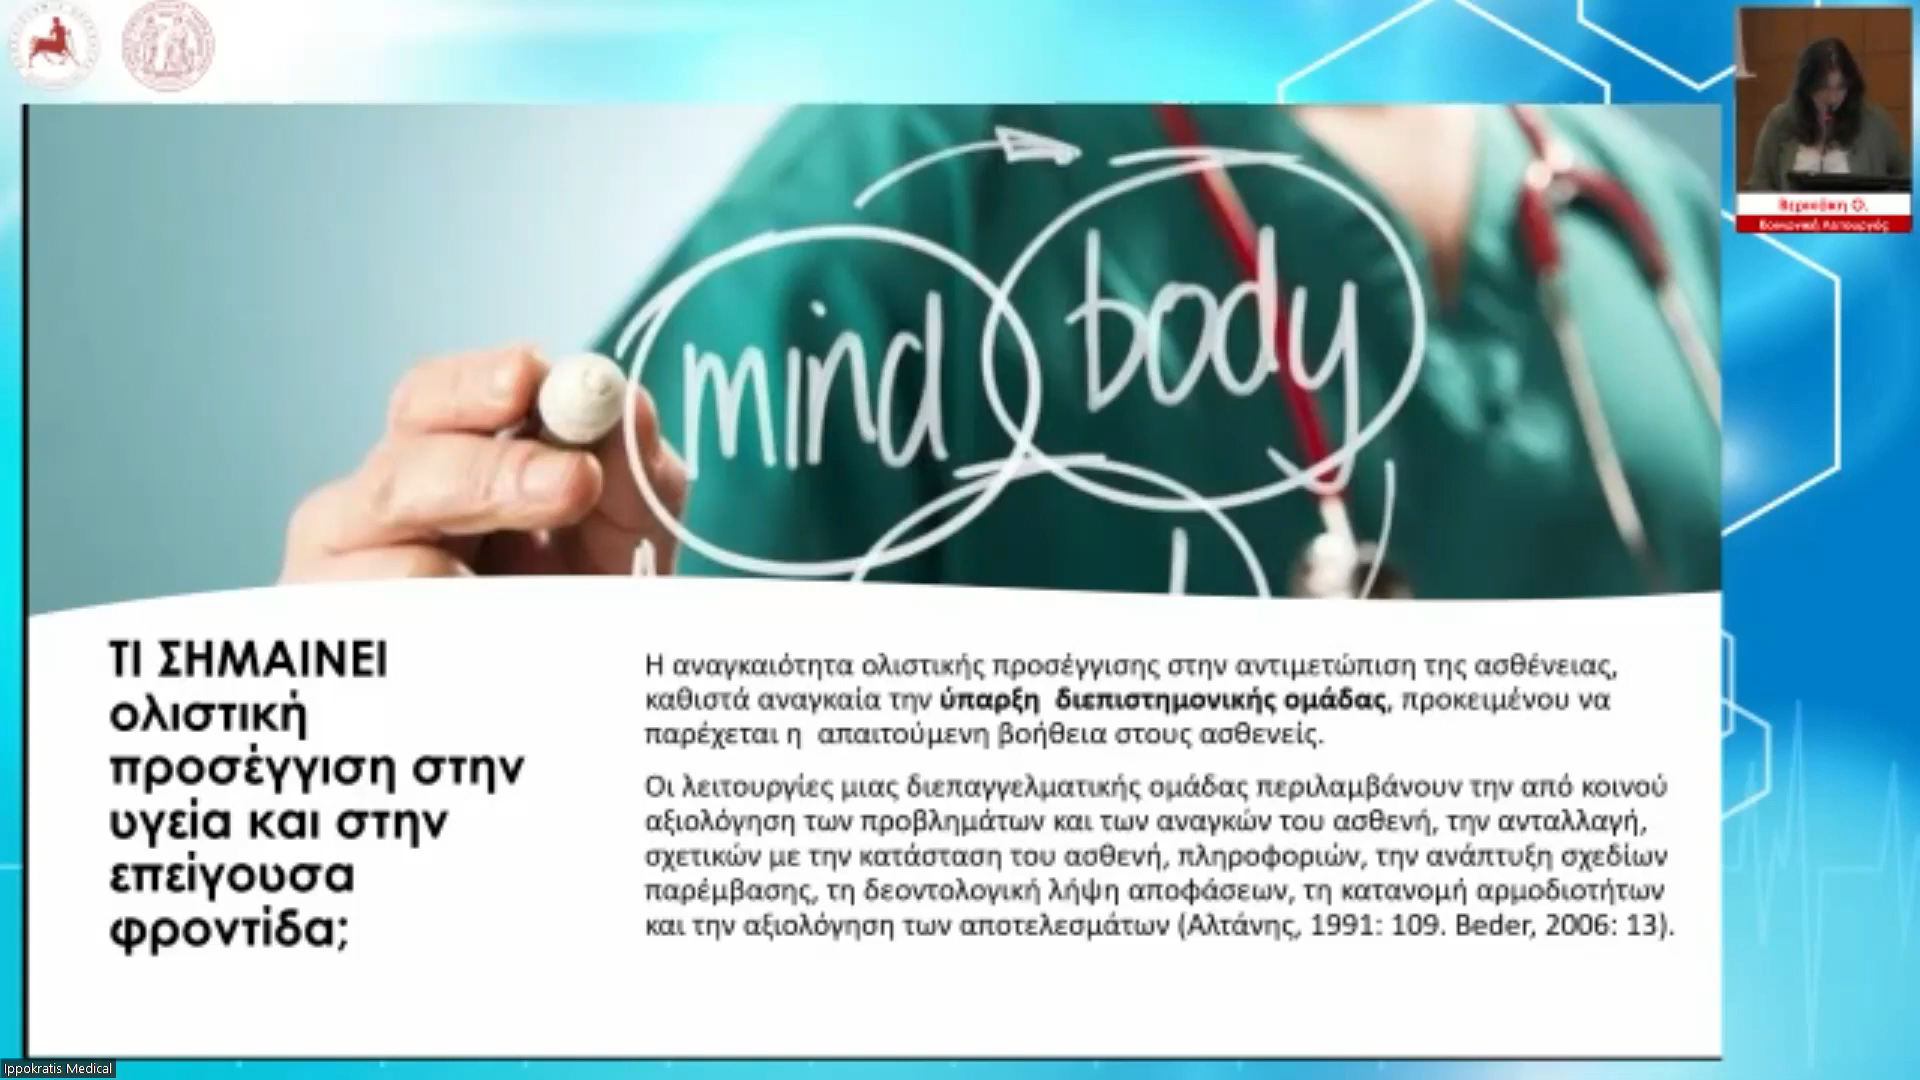 mind
body
ΤΙ ΣΗΜΑΙΝΕΙ
ολιστική
προσέγγιση στην
υγεία και στην
επείγουσα
φροντίδα;
Η αναγκαιότητα ολιστικής προσέγγισης στην αντιμετώπιση της ασθένειας,
καθιστά αναγκαία την ύπαρξη διεπιστημονικής ομάδας, προκειμένου να
παρέχεται η απαιτούμενη βοήθεια στους ασθενείς.
Οι λειτουργίες μιας διεπαγγελματικής ομάδας περιλαμβάνουν την από κοινού
αξιολόγηση των προβλημάτων και των αναγκών του ασθενή, την ανταλλαγή,
σχετικών με την κατάσταση του ασθενή, πληροφοριών, την ανάπτυξη σχεδίων
παρέμβασης, τη δεοντολογική λήψη αποφάσεων, τη κατανομή αρμοδιοτήτων
και την αξιολόγηση των αποτελεσμάτων (Αλτάνης, 1991: 109. Beder, 2006: 13).
Κοινωνική Λειτουργός
Ippokratis Medical